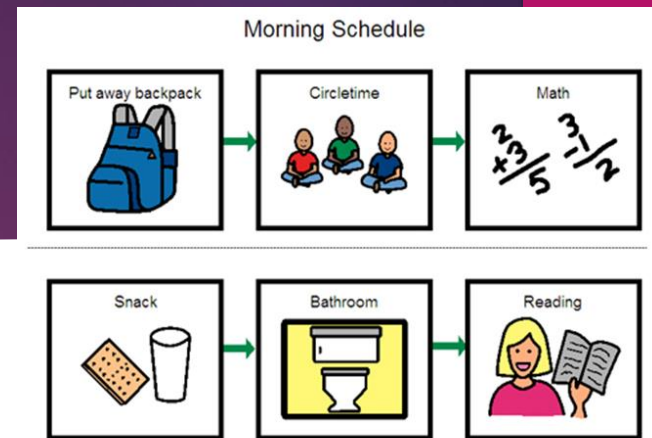 Morning Schedule
Put away backpack
Circletime
Math
2
+3
5
3
-1
2
Snack
Bathroom
Reading